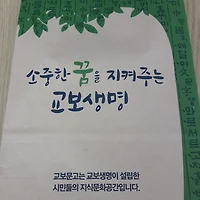 소중한 꿈을 지켜주는
교보생명
교보문고는 교보생명이 설립한
시민들의 지식문화공간입니다.